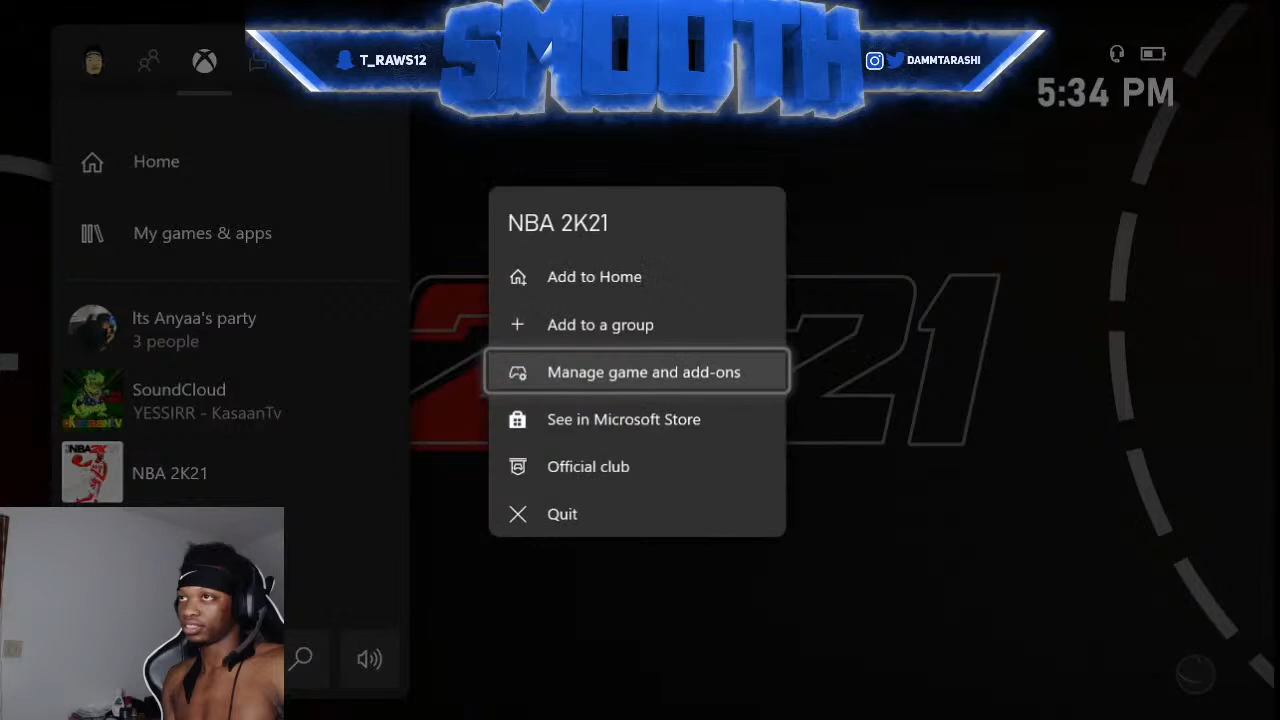 SMOOTH
T_RAWS12
DAMMTARASHI
5:34 PM
Home
My games & apps
Its Anyaa's party
3 people
SoundCloud
YESSIRR - KasaanTv
NBA 2K21
NBA 2K21
Add to Home
Add to a group
Manage game and add-ons
See in Microsoft Store
Official club
Quit
2K21